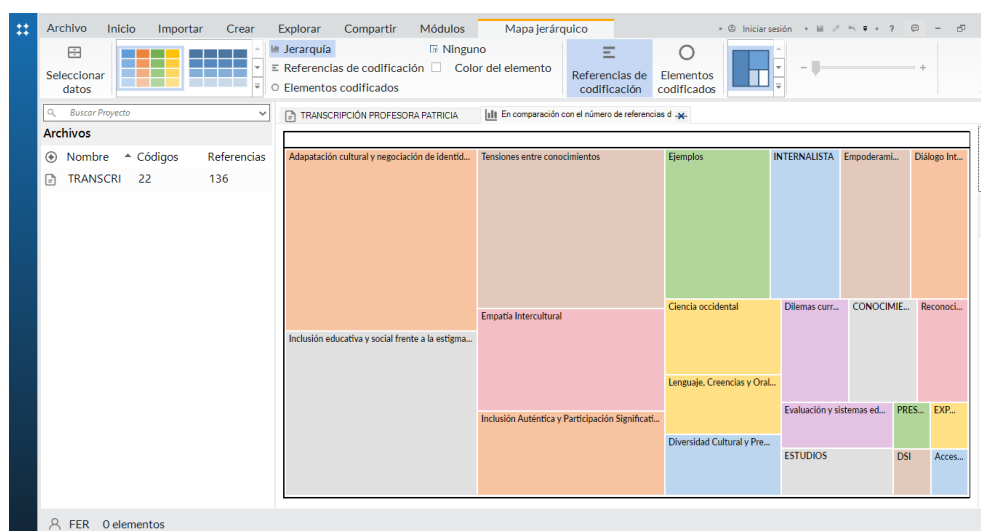 Archivo Inicio Importar Crear Explorar Compartir Módulos Mapa jerárquico • Iniciar sesión • • ?
Seleccionar datos
Jerarquía
Referencias de codificación
Elementos codificados
Ninguno
Color del elemento
Referencias de codificación
Elementos codificados
- +
Buscar Proyecto
Archivos
Nombre Códigos Referencias
TRANSCRI 22 136
TRANSCRIPCIÓN PROFESORA PATRICIA
En comparación con el número de referencias d
Adapatación cultural y negociación de identid...
Tensiones entre conocimientos
Ejemplos
INTERNALISTA
Empoderami...
Diálogo Int...
Ciencia occidental
Dilemas curr...
CONOCIMIE...
Reconoci...
Empatía Intercultural
Inclusión educativa y social frente a la estigma...
Lenguaje, Creencias y Oral...
Evaluación y sistemas ed...
PRES...
EXP...
Inclusión Auténtica y Participación Significati...
Diversidad Cultural y Pre...
ESTUDIOS
DSI
Acces...
FER 0 elementos